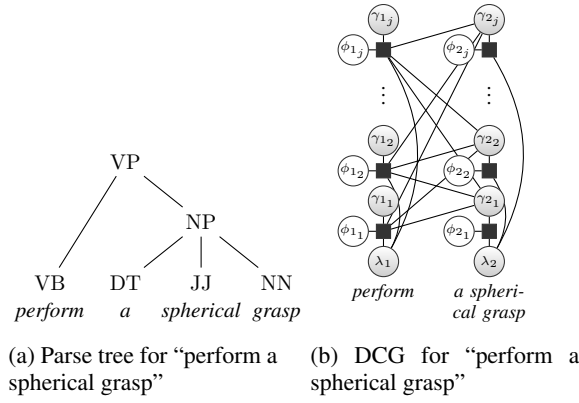 VP
NP
VB DT JJ NN
perform a spherical grasp
(a) Parse tree for “perform a
spherical grasp”
γ1j γ2j
ϕ1j ϕ2j
⋮ ⋮
γ12 γ22
ϕ12 ϕ22
γ11 γ21
ϕ11 ϕ21
λ1 λ2
perform a spheri-
cal grasp
(b) DCG for “perform a
spherical grasp”